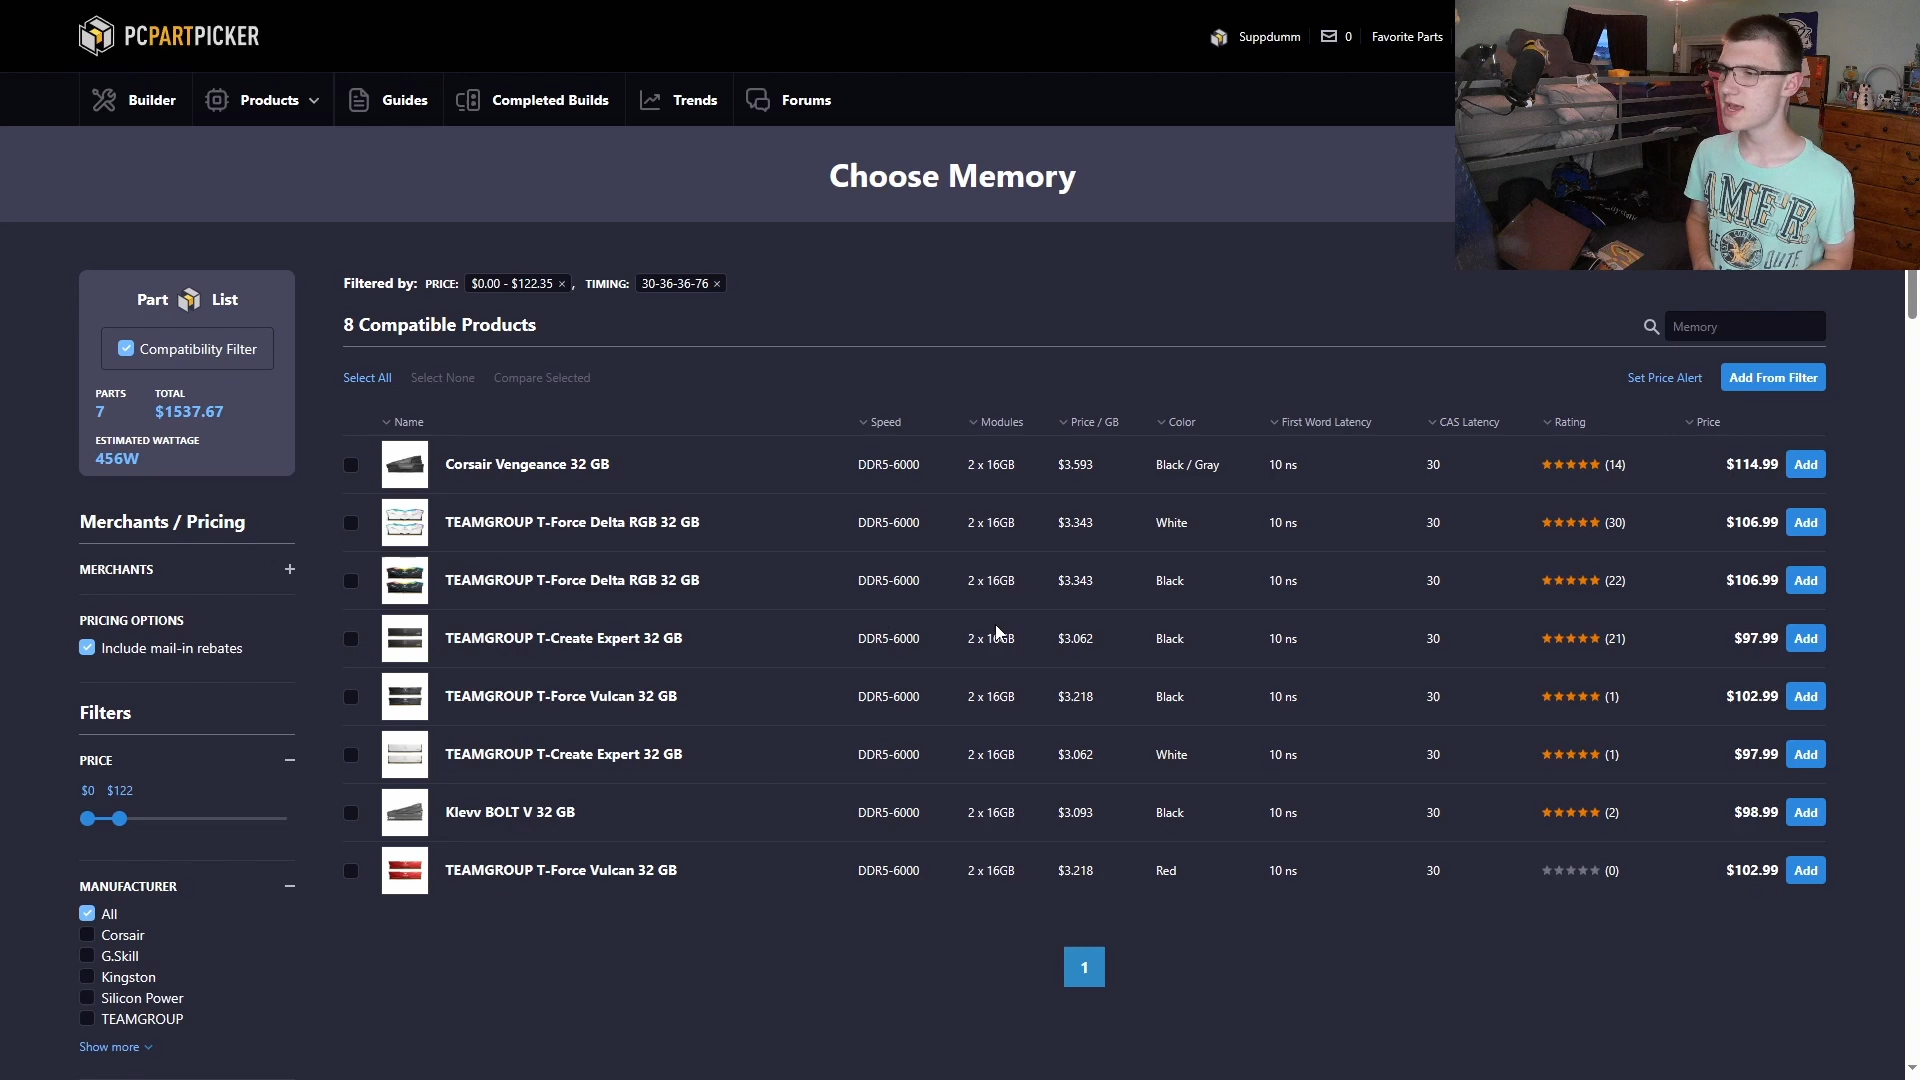 PCPARTPICKER
Suppdumm 0 Favorite Parts
Builder Products Guides Completed Builds Trends Forums
Choose Memory
AMER
Part List
Compatibility Filter
PARTS TOTAL
7 $1537.67
ESTIMATED WATTAGE
456W
Merchants / Pricing
MERCHANTS
PRICING OPTIONS
Include mail-in rebates
Filters
PRICE
$0 $122
MANUFACTURER
All
Corsair
G.Skill
Kingston
Silicon Power
TEAMGROUP
Show more
Filtered by: PRICE: $0.00 - $122.35 ×, TIMING: 30-36-36-76 ×
8 Compatible Products
Memory
Select All Select None Compare Selected Set Price Alert Add From Filter
Name Speed Modules Price / GB Color First Word Latency CAS Latency Rating Price
Corsair Vengeance 32 GB DDR5-6000 2 x 16GB $3.593 Black / Gray 10 ns 30 (14) $114.99 Add
TEAMGROUP T-Force Delta RGB 32 GB DDR5-6000 2 x 16GB $3.343 White 10 ns 30 (30) $106.99 Add
TEAMGROUP T-Force Delta RGB 32 GB DDR5-6000 2 x 16GB $3.343 Black 10 ns 30 (22) $106.99 Add
TEAMGROUP T-Create Expert 32 GB DDR5-6000 2 x 16GB $3.062 Black 10 ns 30 (21) $97.99 Add
TEAMGROUP T-Force Vulcan 32 GB DDR5-6000 2 x 16GB $3.218 Black 10 ns 30 (1) $102.99 Add
TEAMGROUP T-Create Expert 32 GB DDR5-6000 2 x 16GB $3.062 White 10 ns 30 (1) $97.99 Add
Klevv BOLT V 32 GB DDR5-6000 2 x 16GB $3.093 Black 10 ns 30 (2) $98.99 Add
TEAMGROUP T-Force Vulcan 32 GB DDR5-6000 2 x 16GB $3.218 Red 10 ns 30 (0) $102.99 Add
1